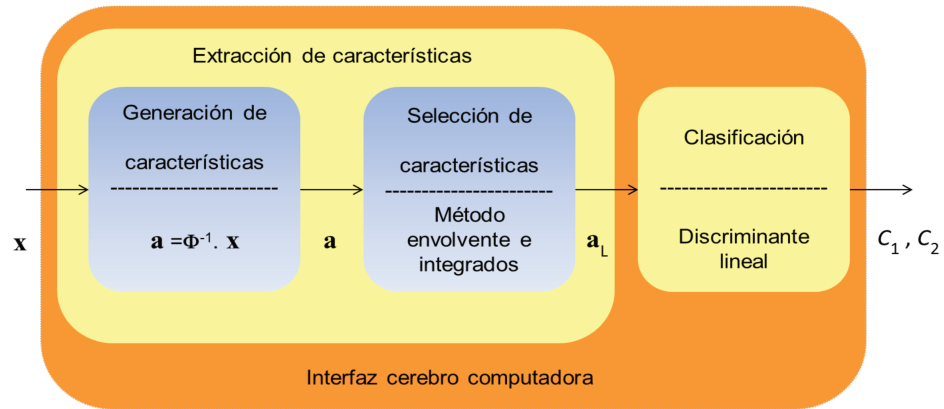 Extracción de características
Generación de
características
a =Φ⁻¹. x
Selección de
características
Método
envolvente e
integrados
Clasificación
Discriminante
lineal
x
a
a_L
C₁ , C₂
Interfaz cerebro computadora